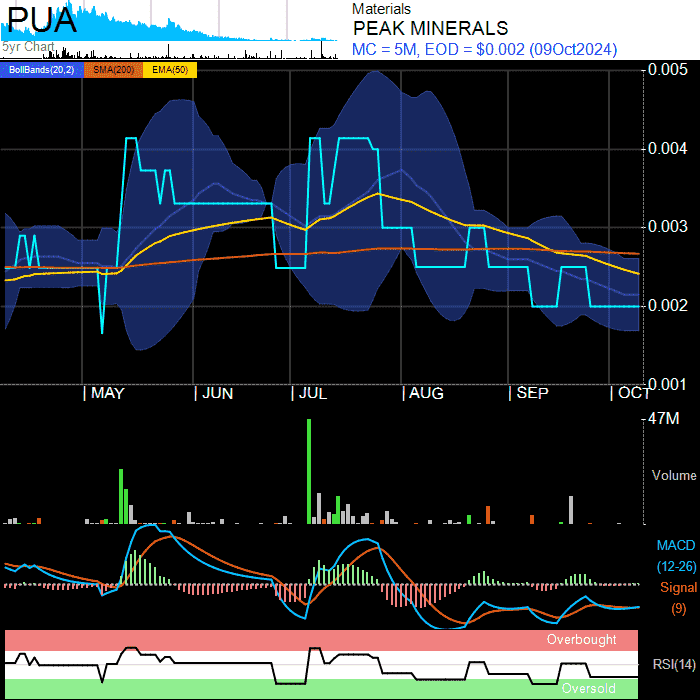 PUA
5yr Chart
Materials
PEAK MINERALS
MC = 5M, EOD = $0.002 (09Oct2024)
BollBands(20,2) SMA(200) EMA(50)
0.005
0.004
0.003
0.002
0.001
MAY JUN JUL AUG SEP OCT
47M
Volume
MACD
(12-26)
Signal
(9)
Overbought
RSI(14)
Oversold